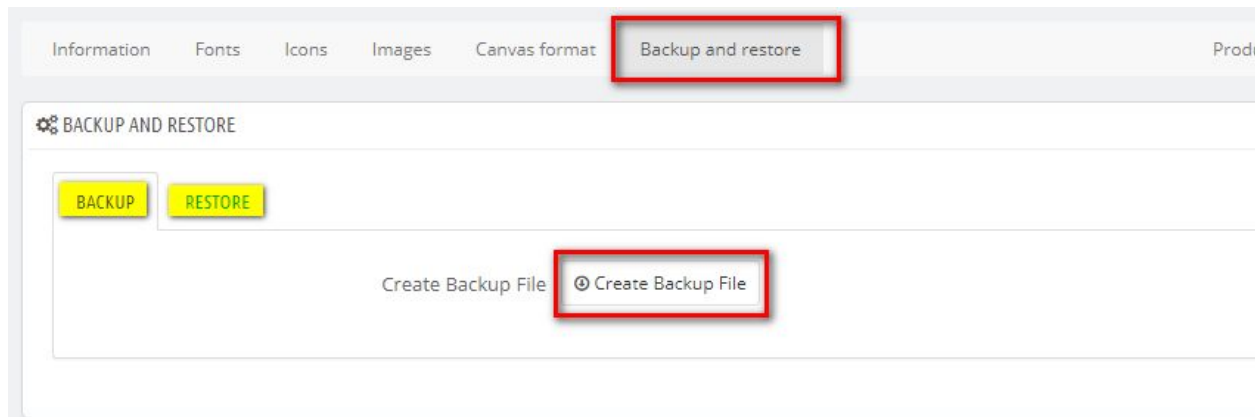 Information Fonts Icons Images Canvas format Backup and restore
BACKUP AND RESTORE
BACKUP RESTORE
Create Backup File Create Backup File